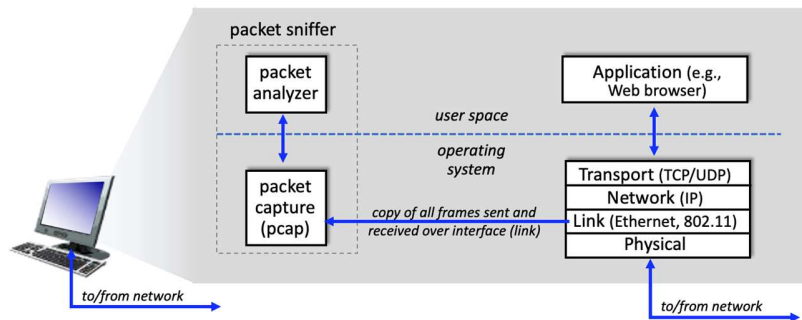 packet sniffer
packet
analyzer
Application (e.g.,
Web browser)
user space
operating
system
packet
capture
(pcap)
copy of all frames sent and
received over interface (link)
Transport (TCP/UDP)
Network (IP)
Link (Ethernet, 802.11)
Physical
to/from network
to/from network